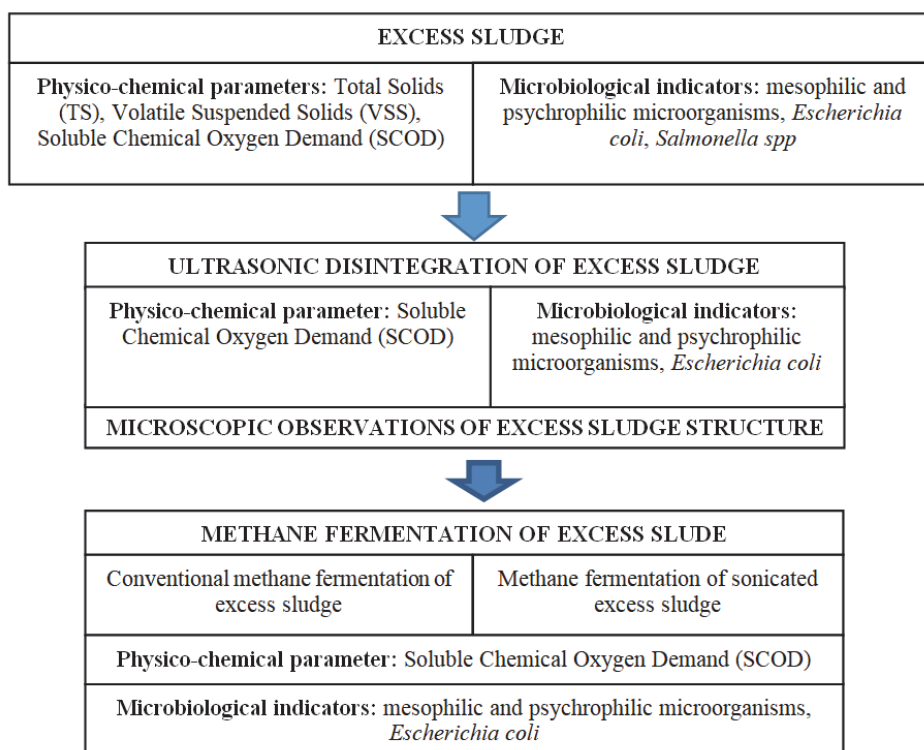 EXCESS SLUDGE
Physico-chemical parameters: Total Solids
(TS), Volatile Suspended Solids (VSS),
Soluble Chemical Oxygen Demand (SCOD)
Microbiological indicators: mesophilic and
psychrophilic microorganisms, Escherichia
coli, Salmonella spp
ULTRASONIC DISINTEGRATION OF EXCESS SLUDGE
Physico-chemical parameter: Soluble
Chemical Oxygen Demand (SCOD)
Microbiological indicators:
mesophilic and psychrophilic
microorganisms, Escherichia coli
MICROSCOPIC OBSERVATIONS OF EXCESS SLUDGE STRUCTURE
METHANE FERMENTATION OF EXCESS SLUDE
Conventional methane fermentation of
excess sludge
Methane fermentation of sonicated
excess sludge
Physico-chemical parameter: Soluble Chemical Oxygen Demand (SCOD)
Microbiological indicators: mesophilic and psychrophilic microorganisms,
Escherichia coli